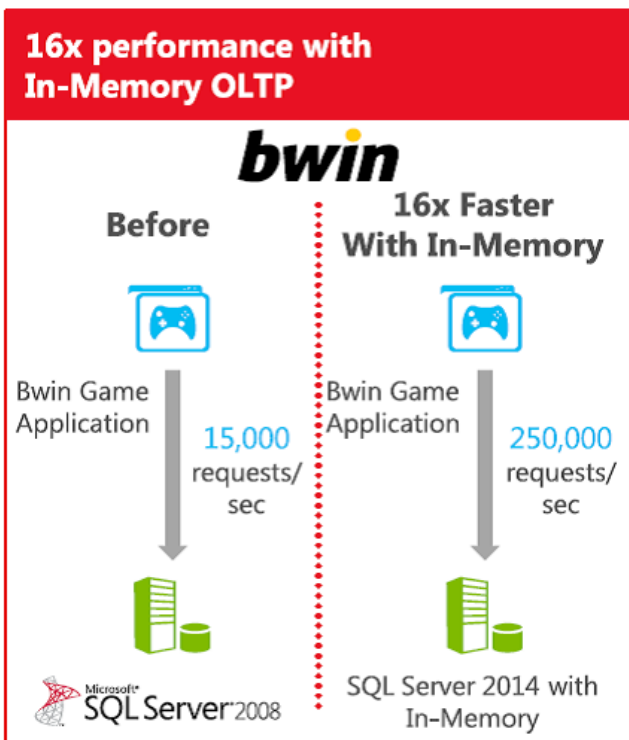 16x performance with
In-Memory OLTP
bwin
Before
Bwin Game
Application
15,000
requests/
sec
Microsoft®
SQL Server®2008
16x Faster
With In-Memory
Bwin Game
Application
250,000
requests/
sec
SQL Server 2014 with
In-Memory